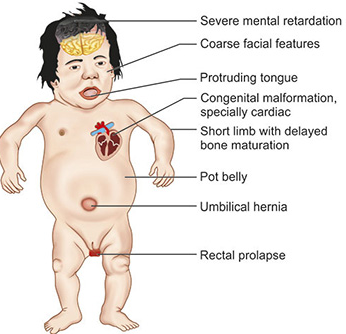 Severe mental retardation
Coarse facial features
Protruding tongue
Congenital malformation,
specially cardiac
Short limb with delayed
bone maturation
Pot belly
Umbilical hernia
Rectal prolapse